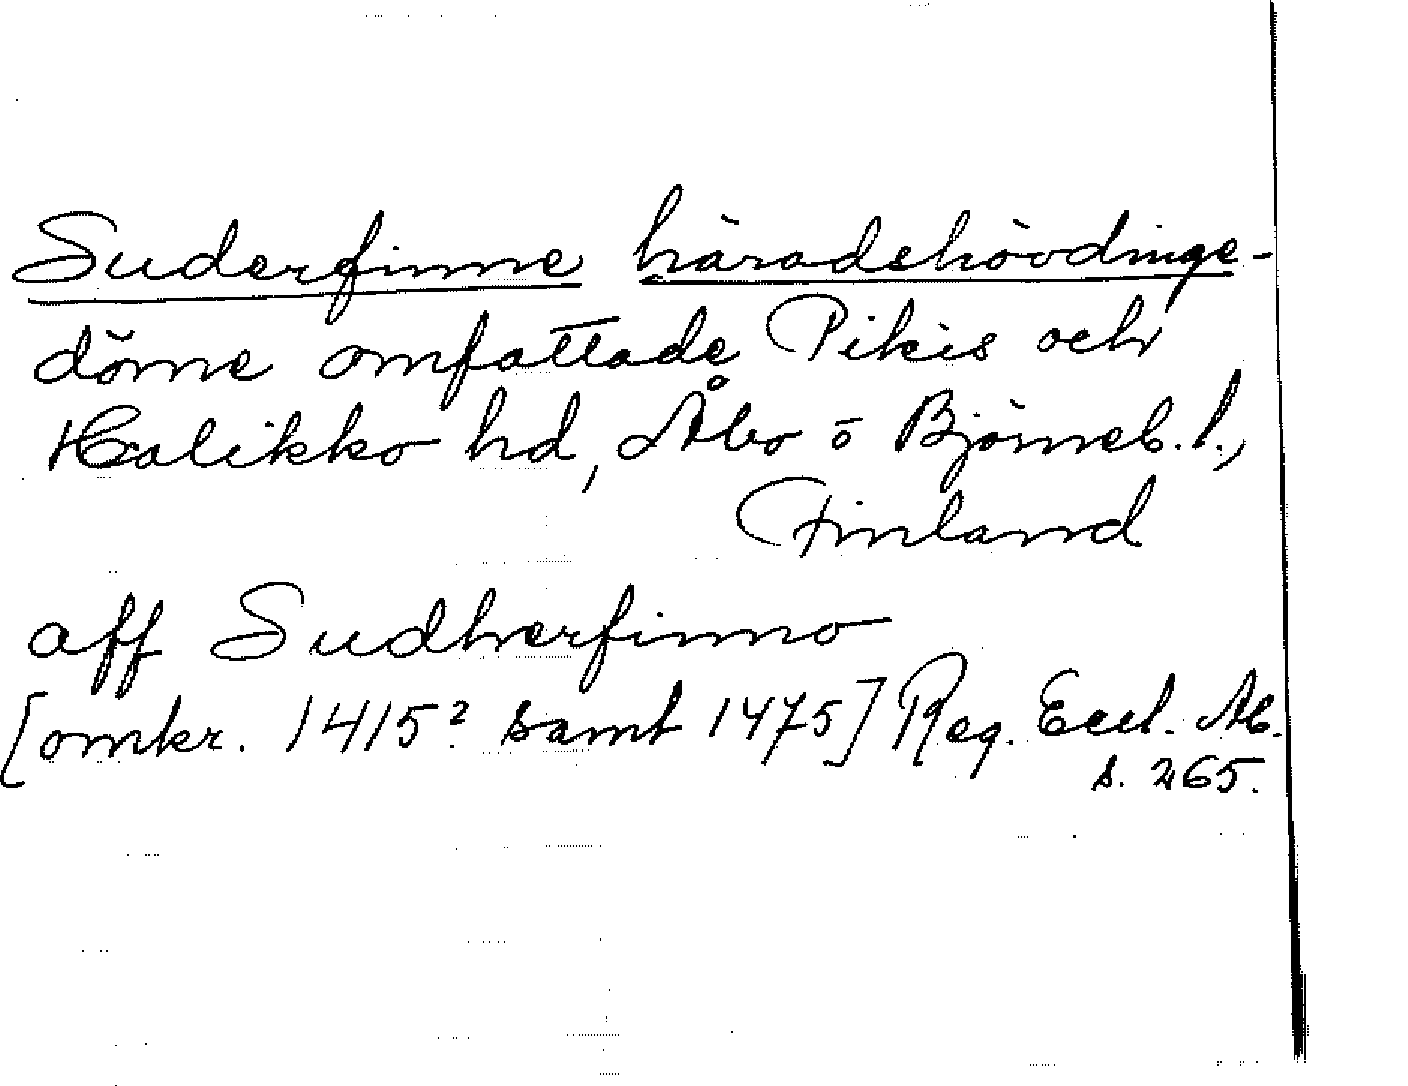 Suderfinne häradshövdinge-
döme omfattade Pikis och
Halikko hd, Åbo o Björneb. l.,
Finland
aff Sudherfinno
[omkr. 1415? samt 1475] Reg. Eccl. Ab.
s. 265.